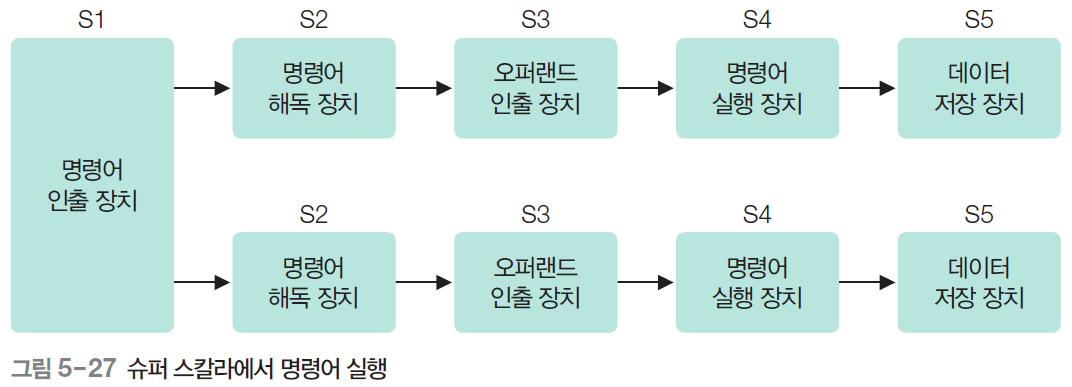 S1
S2
S3
S4
S5
명령어
인출 장치
명령어
해독 장치
오퍼랜드
인출 장치
명령어
실행 장치
데이터
저장 장치
S2
S3
S4
S5
명령어
해독 장치
오퍼랜드
인출 장치
명령어
실행 장치
데이터
저장 장치
그림 5-27 슈퍼 스칼라에서 명령어 실행